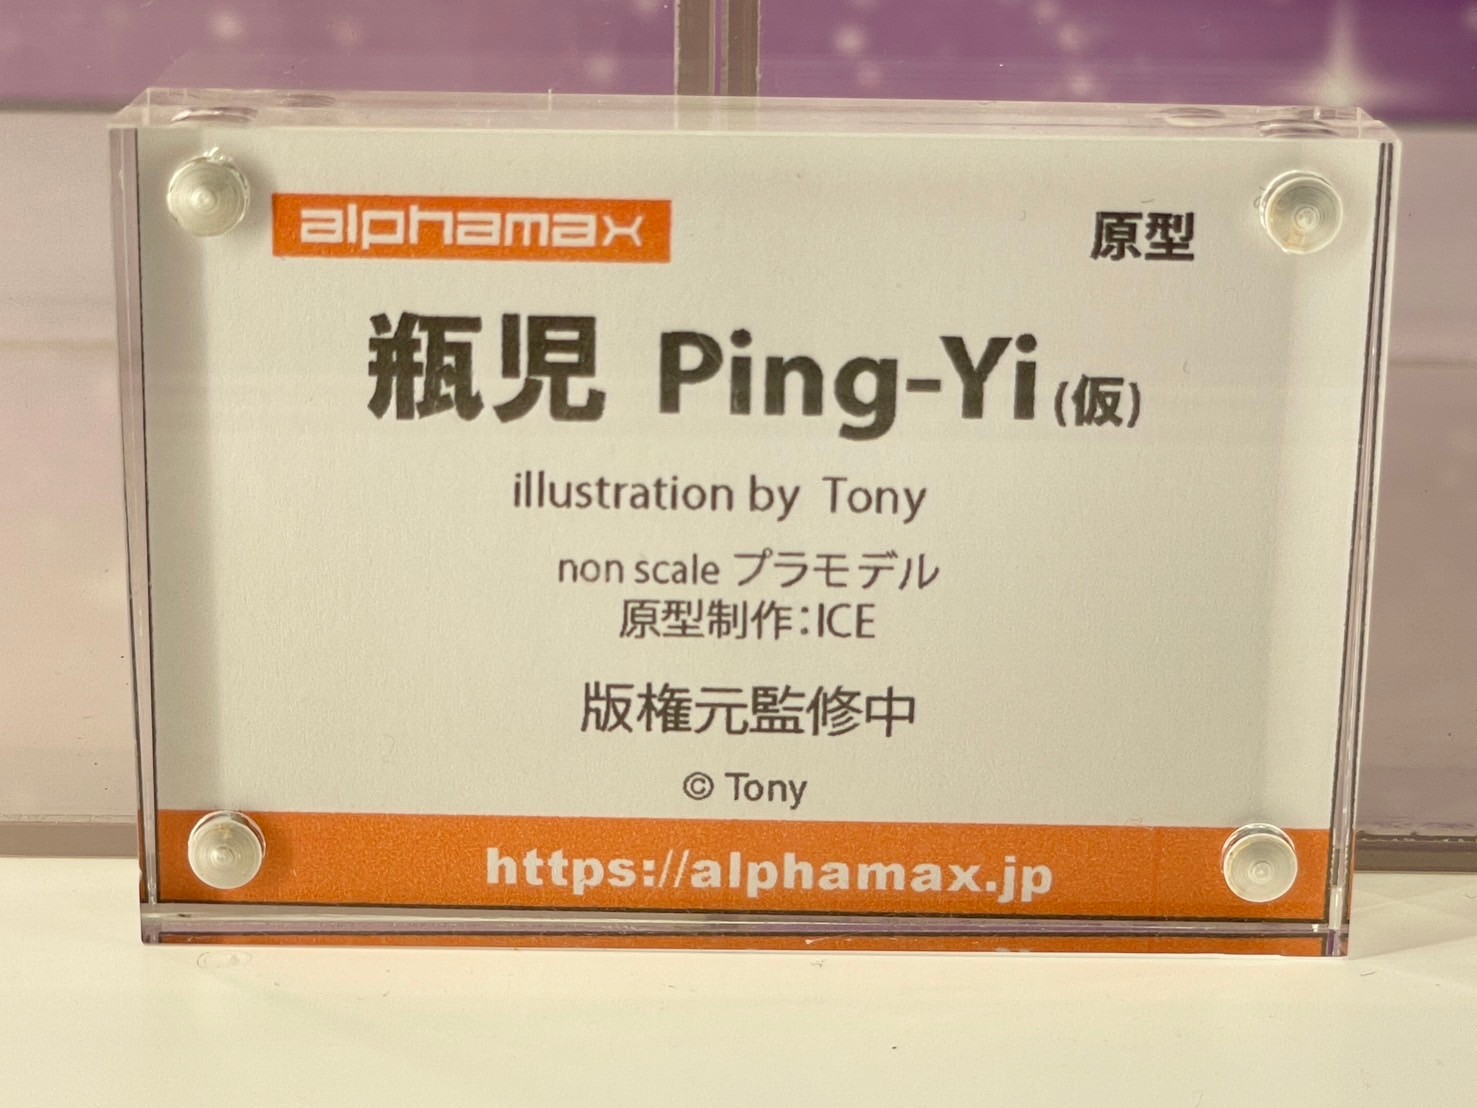 alphamax
原型
瓶児 Ping-Yi (仮)
illustration by Tony
non scale プラモデル
原型制作：ICE
版権元監修中
© Tony
https://alphamax.jp